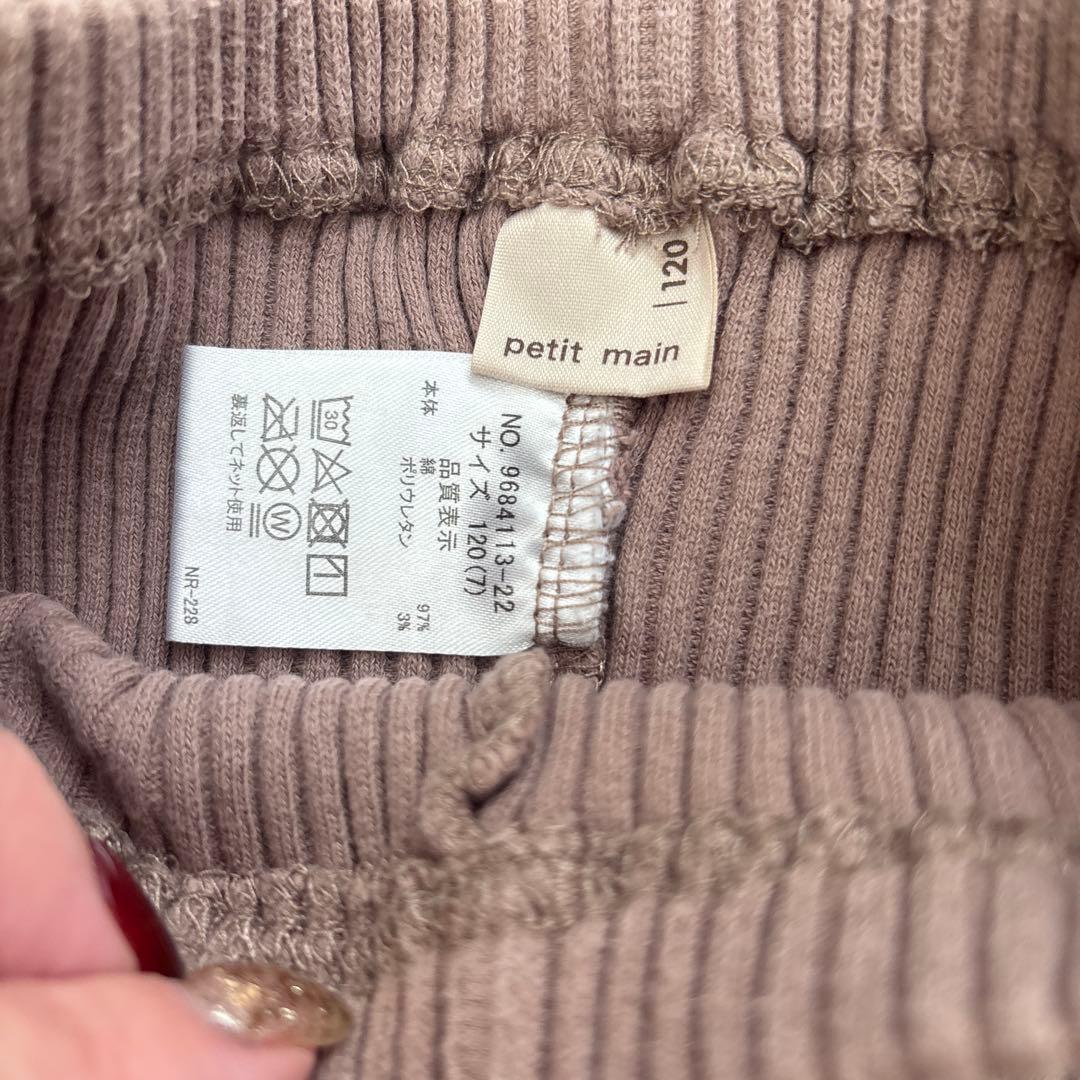 petit main
| 120
NO. 9684113-22
サイズ 120(7)
品質表示
本体 綿 97%
ポリウレタン 3%
30
W
裏返してネット使用
NR-228